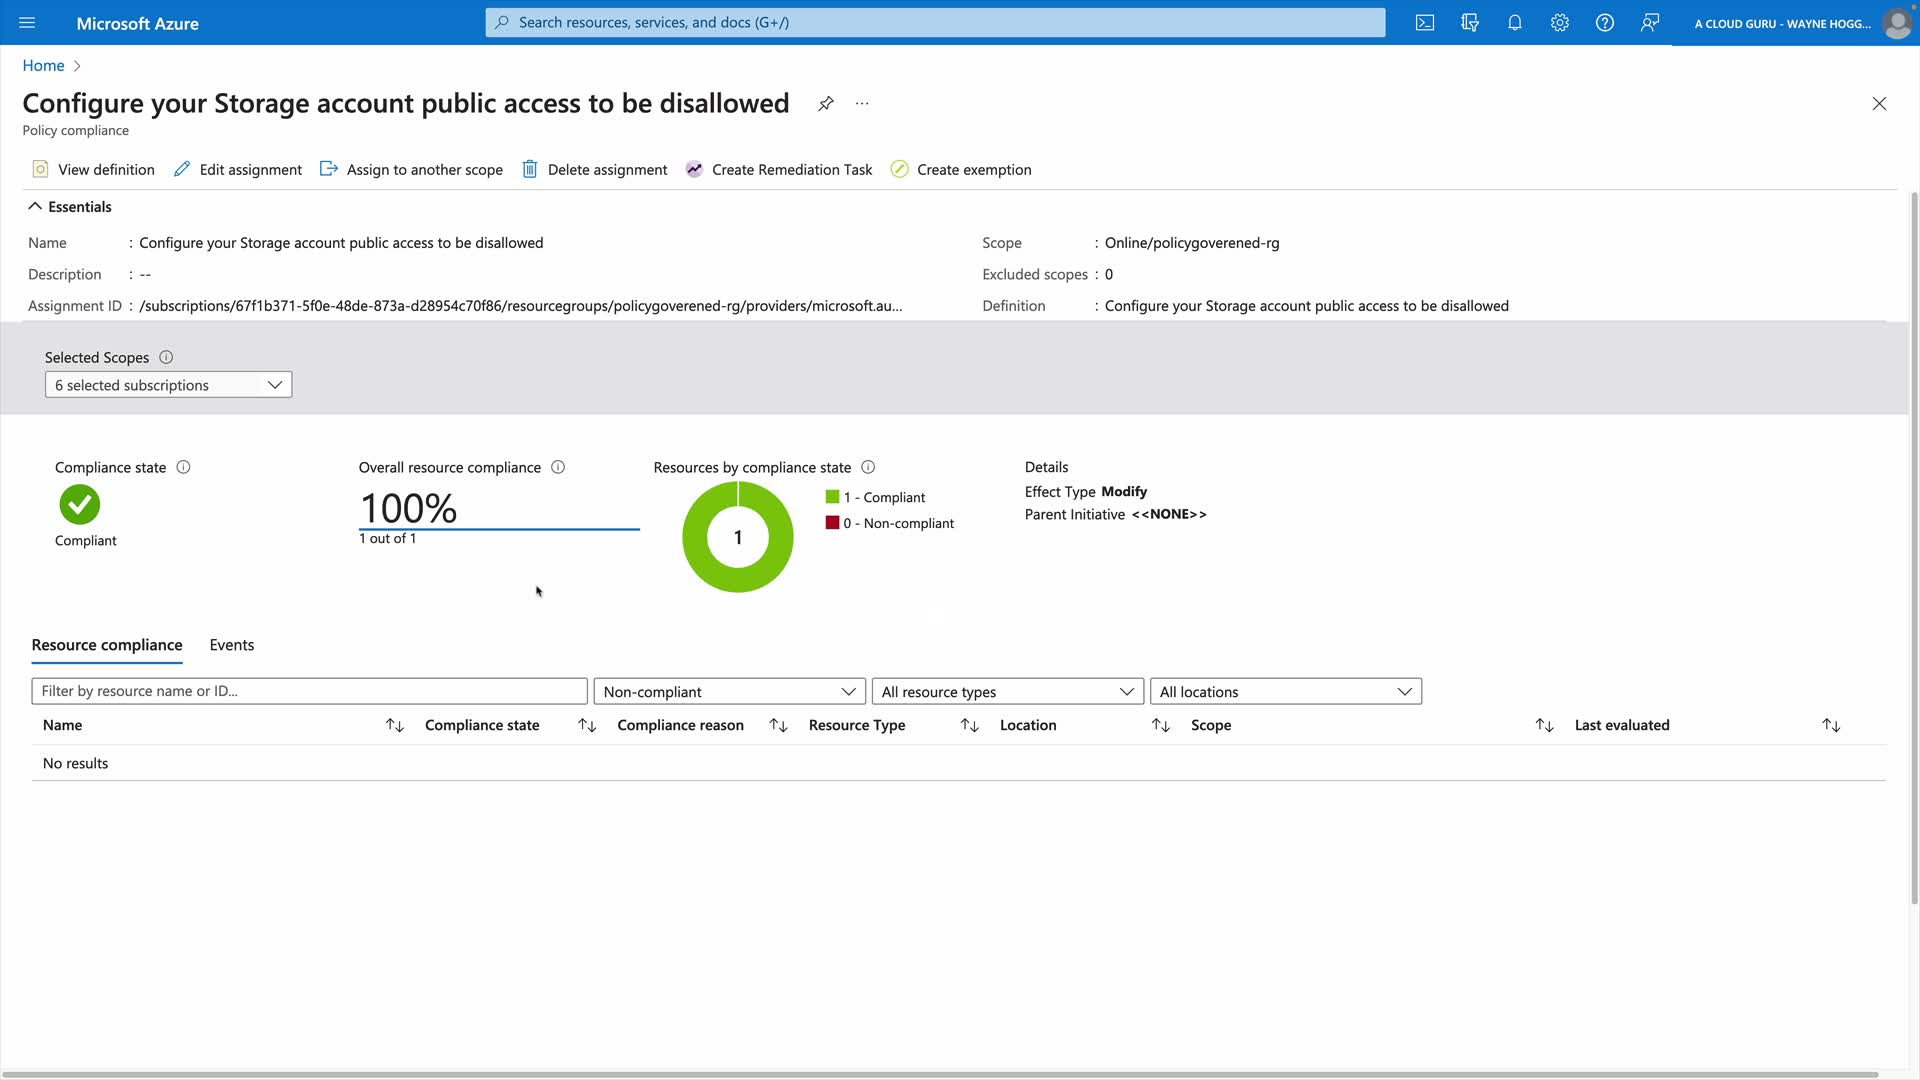 Microsoft Azure
Search resources, services, and docs (G+/)
A CLOUD GURU - WAYNE HOGG...
Home
Configure your Storage account public access to be disallowed
Policy compliance
View definition
Edit assignment
Assign to another scope
Delete assignment
Create Remediation Task
Create exemption
Essentials
Name : Configure your Storage account public access to be disallowed
Scope : Online/policygoverened-rg
Description : --
Excluded scopes : 0
Assignment ID : /subscriptions/67f1b371-5f0e-48de-873a-d28954c70f86/resourcegroups/policygoverened-rg/providers/microsoft.au...
Definition : Configure your Storage account public access to be disallowed
Selected Scopes
6 selected subscriptions
Compliance state
Compliant
Overall resource compliance
100%
1 out of 1
Resources by compliance state
1
1 - Compliant
0 - Non-compliant
Details
Effect Type Modify
Parent Initiative <<NONE>>
Resource compliance
Events
Filter by resource name or ID...
Non-compliant
All resource types
All locations
Name
Compliance state
Compliance reason
Resource Type
Location
Scope
Last evaluated
No results